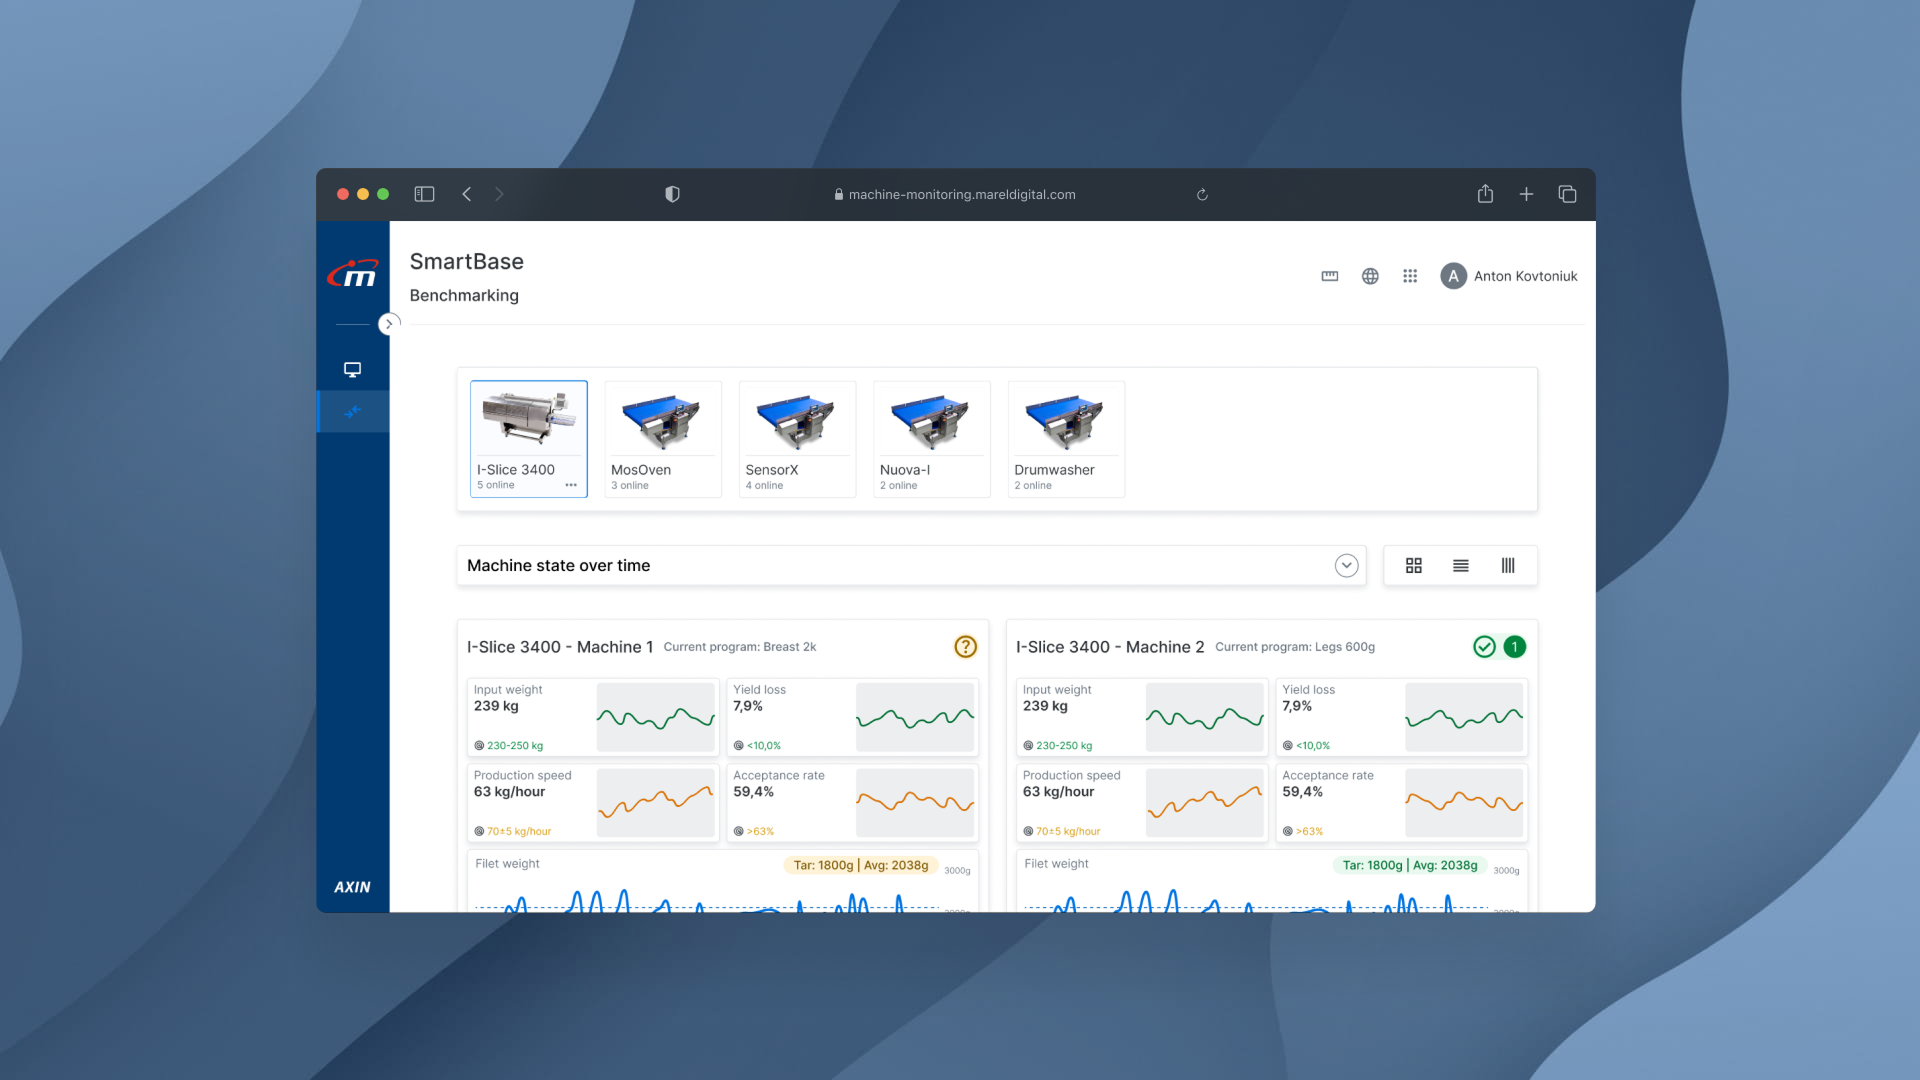 machine-monitoring.mareldigital.com
m
SmartBase
Benchmarking
A Anton Kovtoniuk
I-Slice 3400
5 online
MosOven
3 online
SensorX
4 online
Nuova-I
2 online
Drumwasher
2 online
Machine state over time
I-Slice 3400 - Machine 1 Current program: Breast 2k ?
Input weight
239 kg
230-250 kg
Yield loss
7,9%
<10,0%
Production speed
63 kg/hour
70±5 kg/hour
Acceptance rate
59,4%
>63%
Filet weight Tar: 1800g | Avg: 2038g 3000g
I-Slice 3400 - Machine 2 Current program: Legs 600g 1
Input weight
239 kg
230-250 kg
Yield loss
7,9%
<10,0%
Production speed
63 kg/hour
70±5 kg/hour
Acceptance rate
59,4%
>63%
Filet weight Tar: 1800g | Avg: 2038g 3000g
AXIN